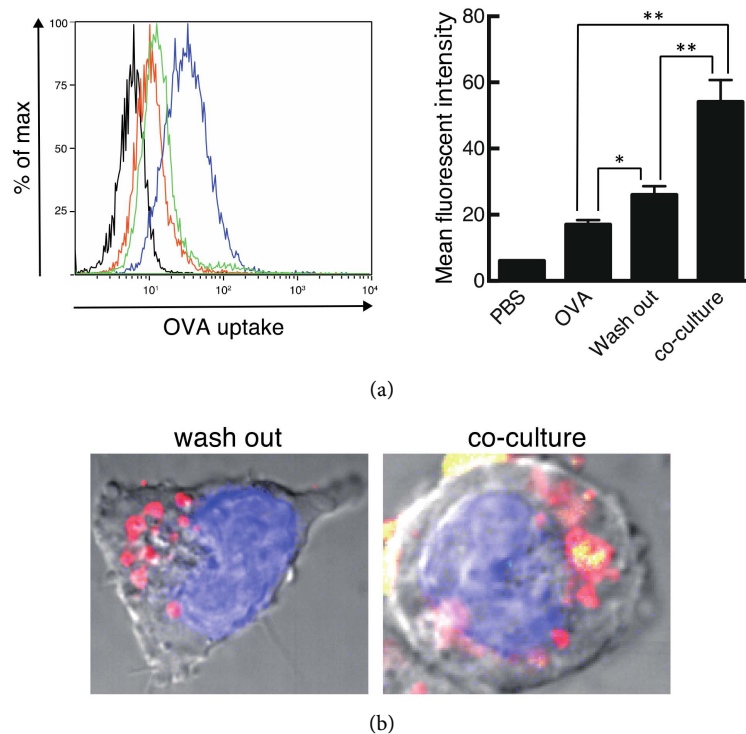 100
75
50
25
% of max
10¹ 10² 10³ 10⁴
OVA uptake
80
60
40
20
0
Mean fluorescent intensity
**
**
*
PBS OVA Wash out co-culture
(a)
wash out co-culture
(b)